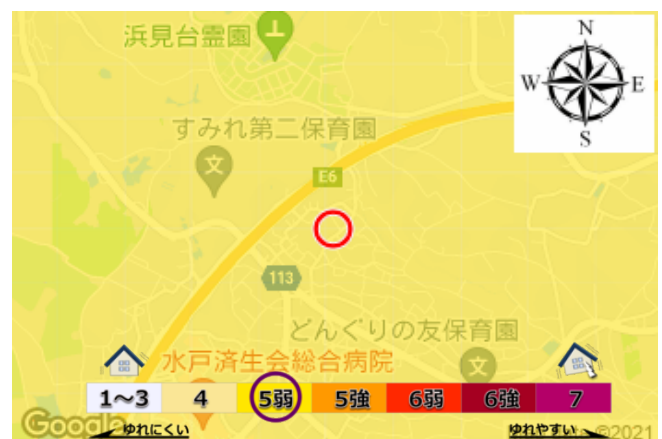 浜見台霊園
N
W
E
S
すみれ第二保育園
E6
113
どんぐりの友保育園
水戸済生会総合病院
1～3 4 5弱 5強 6弱 6強 7
Google
ゆれにくい
ゆれやすい
©2021